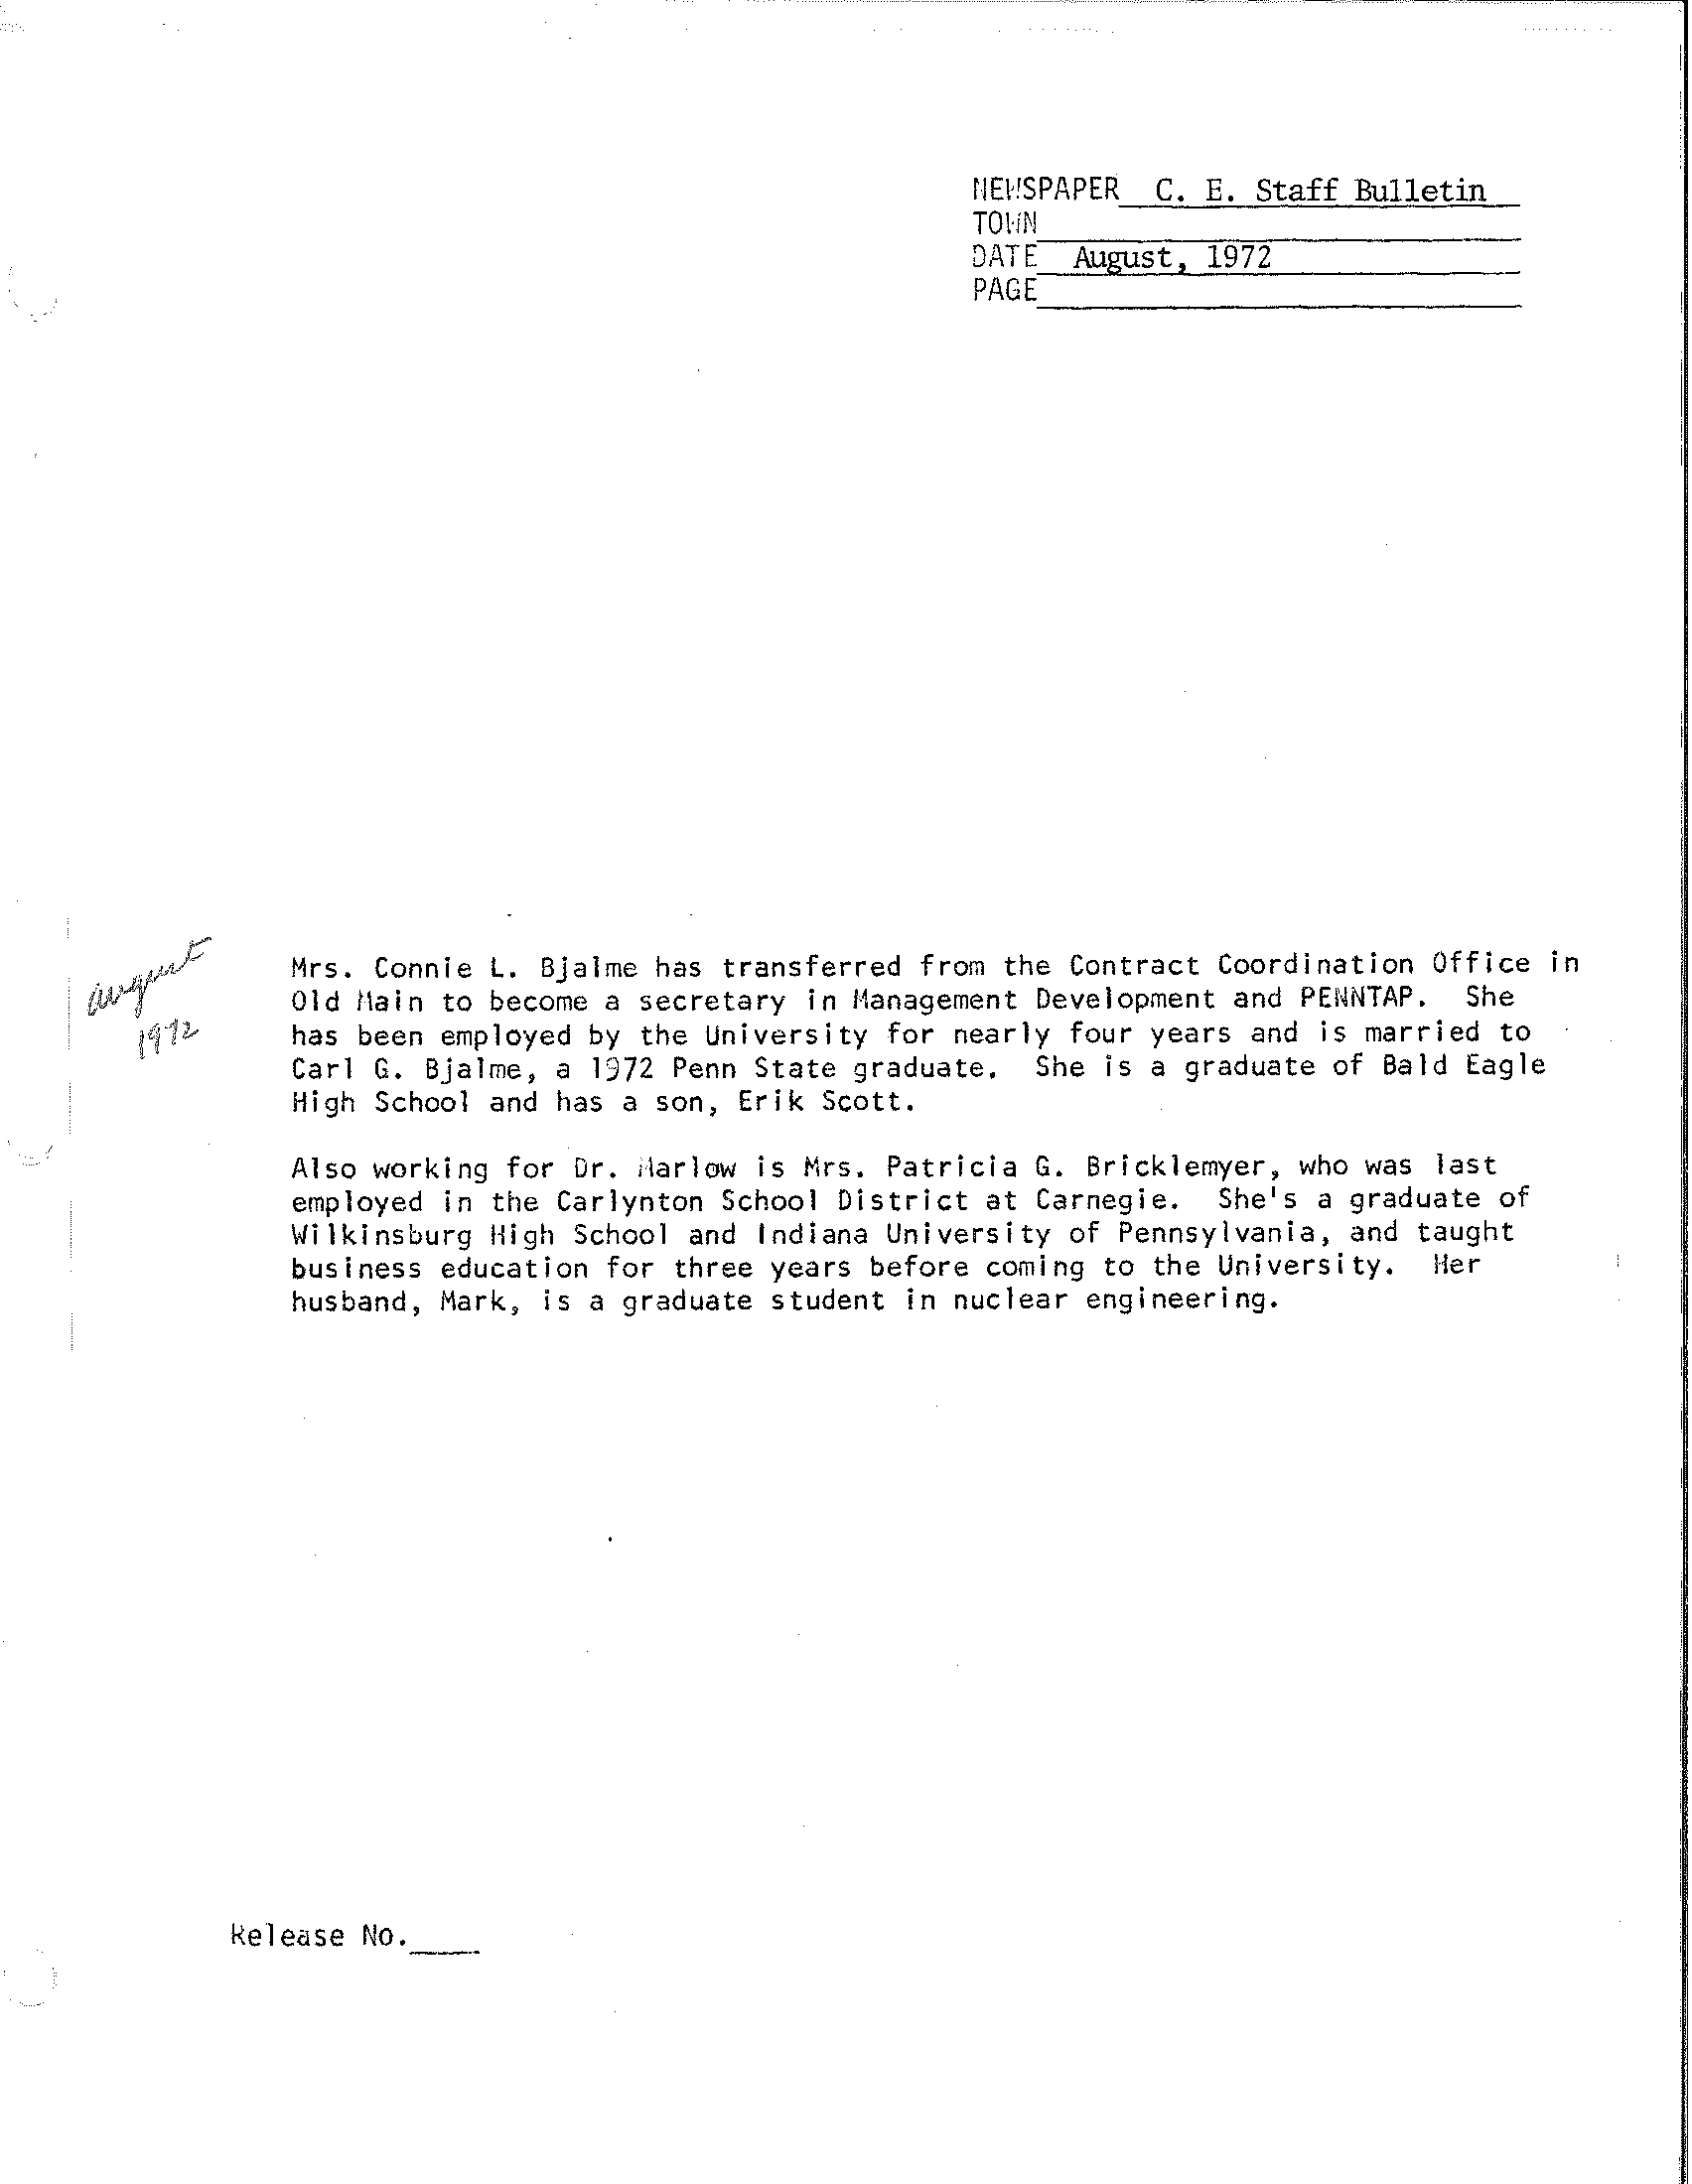 NEWSPAPER C. E. Staff Bulletin
TOWN
DATE August, 1972
PAGE
august
1972
Mrs. Connie L. Bjalme has transferred from the Contract Coordination Office in
Old Main to become a secretary in Management Development and PENNTAP. She
has been employed by the University for nearly four years and is married to
Carl G. Bjalme, a 1972 Penn State graduate. She is a graduate of Bald Eagle
High School and has a son, Erik Scott.
Also working for Dr. Marlow is Mrs. Patricia G. Bricklemyer, who was last
employed in the Carlynton School District at Carnegie. She's a graduate of
Wilkinsburg High School and Indiana University of Pennsylvania, and taught
business education for three years before coming to the University. Her
husband, Mark, is a graduate student in nuclear engineering.
Release No.